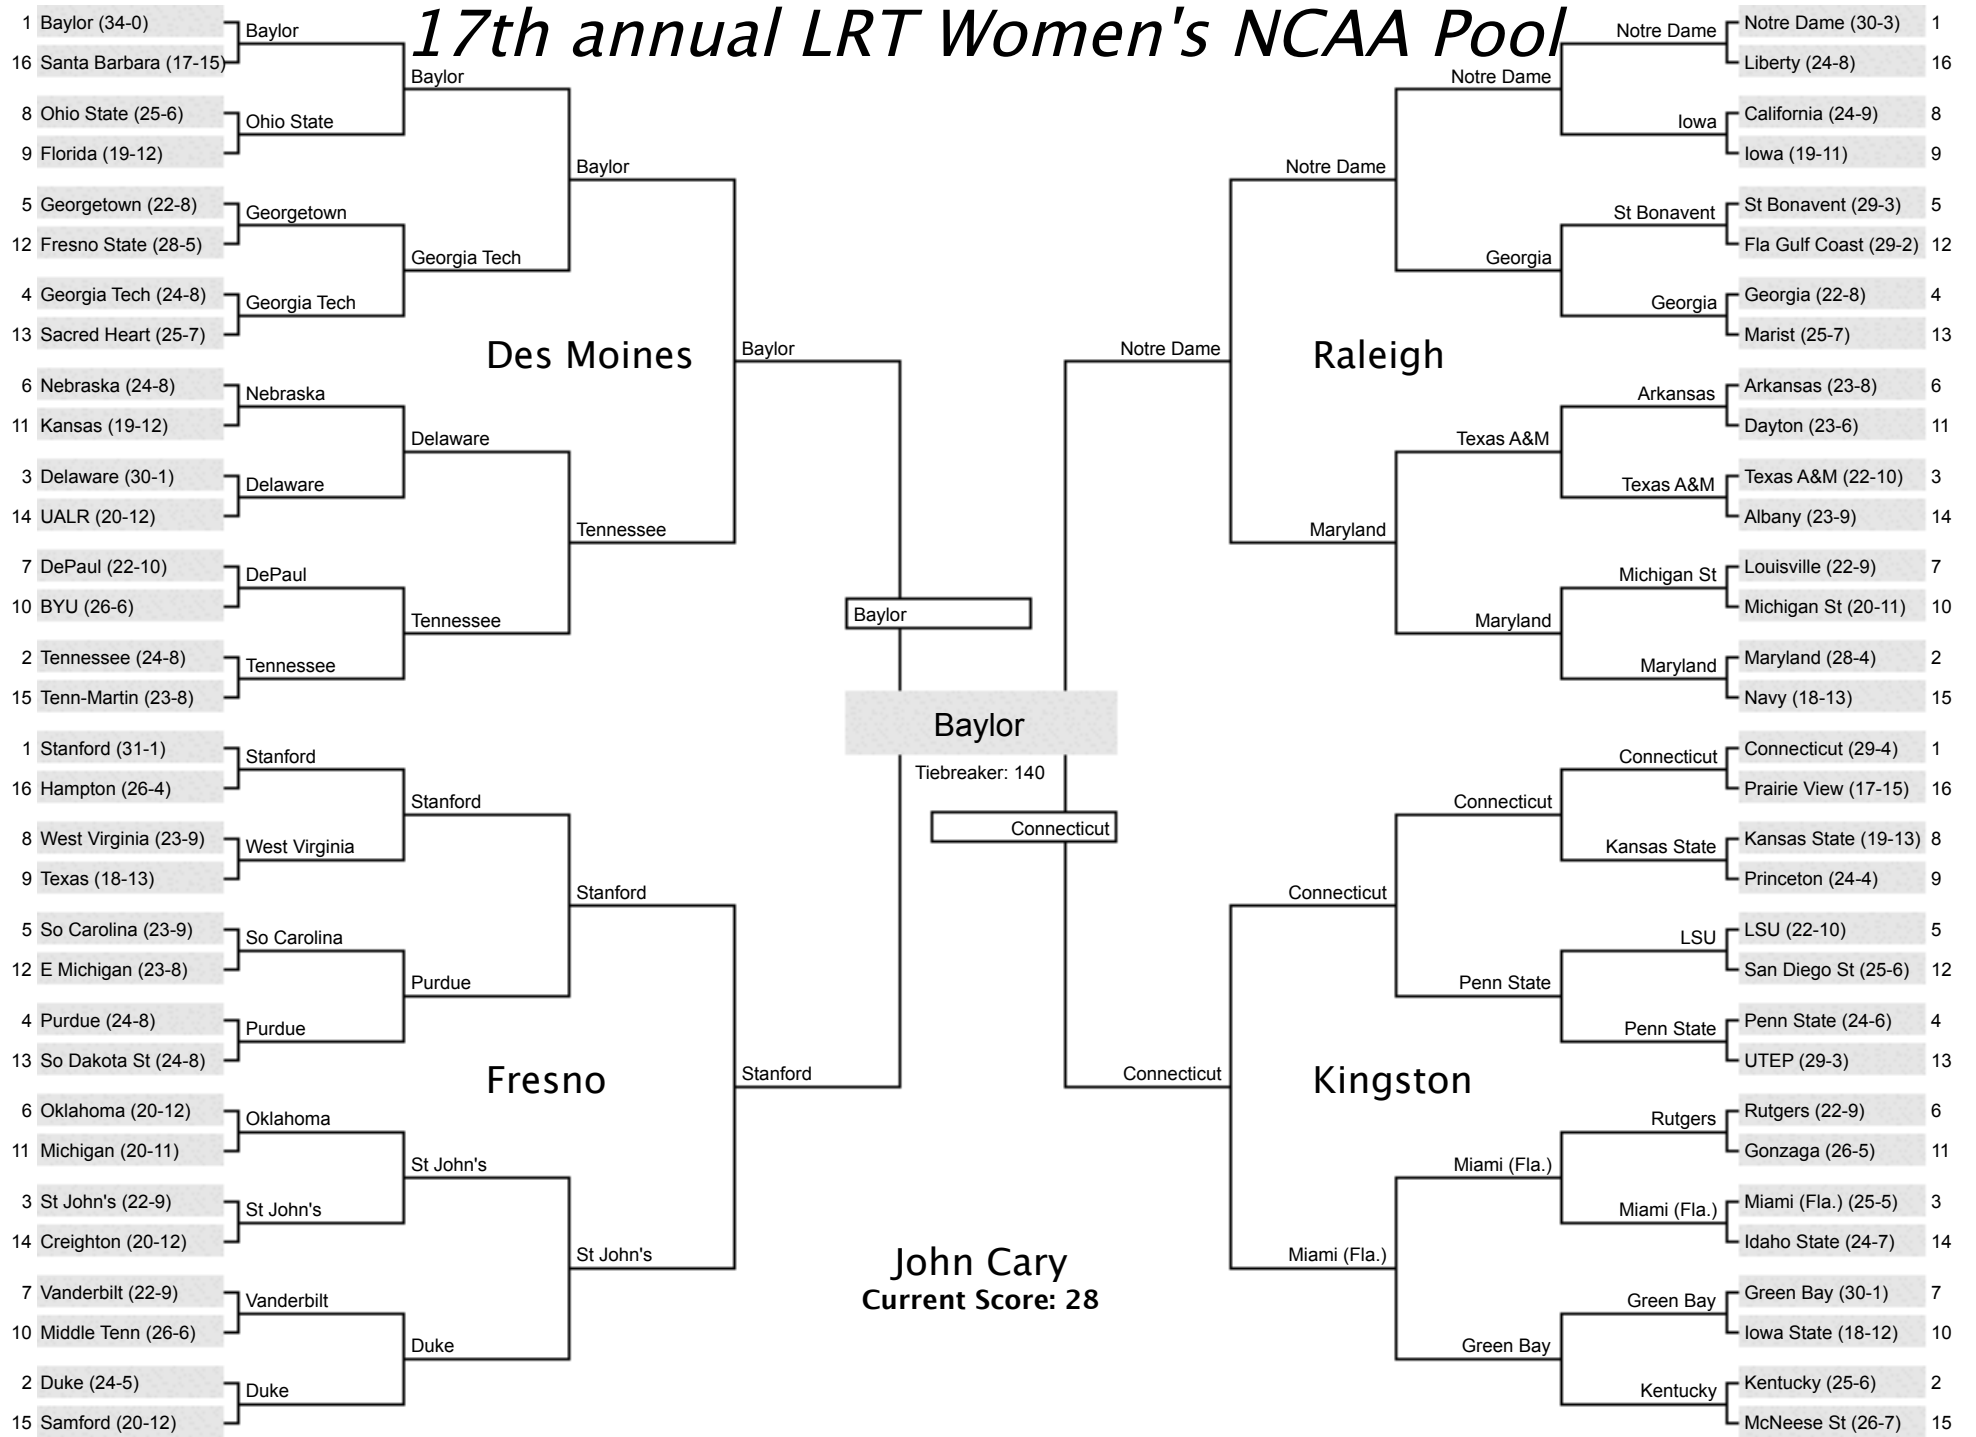 17th annual LRT Women's NCAA Pool
1 Baylor (34-0)
16 Santa Barbara (17-15)
8 Ohio State (25-6)
9 Florida (19-12)
5 Georgetown (22-8)
12 Fresno State (28-5)
4 Georgia Tech (24-8)
13 Sacred Heart (25-7)
6 Nebraska (24-8)
11 Kansas (19-12)
3 Delaware (30-1)
14 UALR (20-12)
7 DePaul (22-10)
10 BYU (26-6)
2 Tennessee (24-8)
15 Tenn-Martin (23-8)
Baylor
Ohio State
Georgetown
Georgia Tech
Nebraska
Delaware
DePaul
Tennessee
Baylor
Georgia Tech
Delaware
Tennessee
Baylor
Tennessee
Des Moines
Baylor
1 Stanford (31-1)
16 Hampton (26-4)
8 West Virginia (23-9)
9 Texas (18-13)
5 So Carolina (23-9)
12 E Michigan (23-8)
4 Purdue (24-8)
13 So Dakota St (24-8)
6 Oklahoma (20-12)
11 Michigan (20-11)
3 St John's (22-9)
14 Creighton (20-12)
7 Vanderbilt (22-9)
10 Middle Tenn (26-6)
2 Duke (24-5)
15 Samford (20-12)
Stanford
West Virginia
So Carolina
Purdue
Oklahoma
St John's
Vanderbilt
Duke
Stanford
Purdue
St John's
Duke
Stanford
St John's
Fresno
Stanford
Baylor
Baylor
Tiebreaker: 140
Connecticut
John Cary
Current Score: 28
Notre Dame (30-3) 1
Liberty (24-8) 16
California (24-9) 8
Iowa (19-11) 9
St Bonavent (29-3) 5
Fla Gulf Coast (29-2) 12
Georgia (22-8) 4
Marist (25-7) 13
Arkansas (23-8) 6
Dayton (23-6) 11
Texas A&M (22-10) 3
Albany (23-9) 14
Louisville (22-9) 7
Michigan St (20-11) 10
Maryland (28-4) 2
Navy (18-13) 15
Notre Dame
Iowa
St Bonavent
Georgia
Arkansas
Texas A&M
Michigan St
Maryland
Notre Dame
Georgia
Texas A&M
Maryland
Notre Dame
Maryland
Raleigh
Notre Dame
Connecticut (29-4) 1
Prairie View (17-15) 16
Kansas State (19-13) 8
Princeton (24-4) 9
LSU (22-10) 5
San Diego St (25-6) 12
Penn State (24-6) 4
UTEP (29-3) 13
Rutgers (22-9) 6
Gonzaga (26-5) 11
Miami (Fla.) (25-5) 3
Idaho State (24-7) 14
Green Bay (30-1) 7
Iowa State (18-12) 10
Kentucky (25-6) 2
McNeese St (26-7) 15
Connecticut
Kansas State
LSU
Penn State
Rutgers
Miami (Fla.)
Green Bay
Kentucky
Connecticut
Penn State
Miami (Fla.)
Green Bay
Connecticut
Miami (Fla.)
Kingston
Connecticut